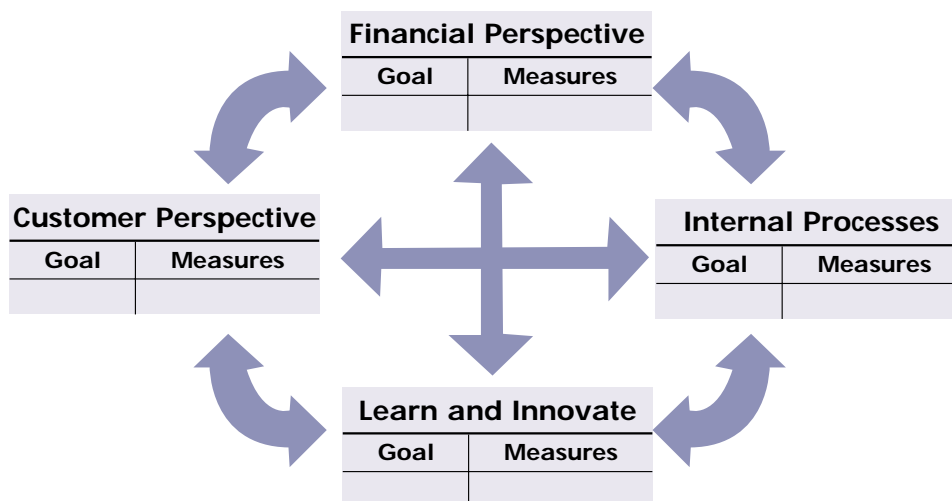 Financial Perspective
Goal Measures
Customer Perspective
Goal Measures
Internal Processes
Goal Measures
Learn and Innovate
Goal Measures